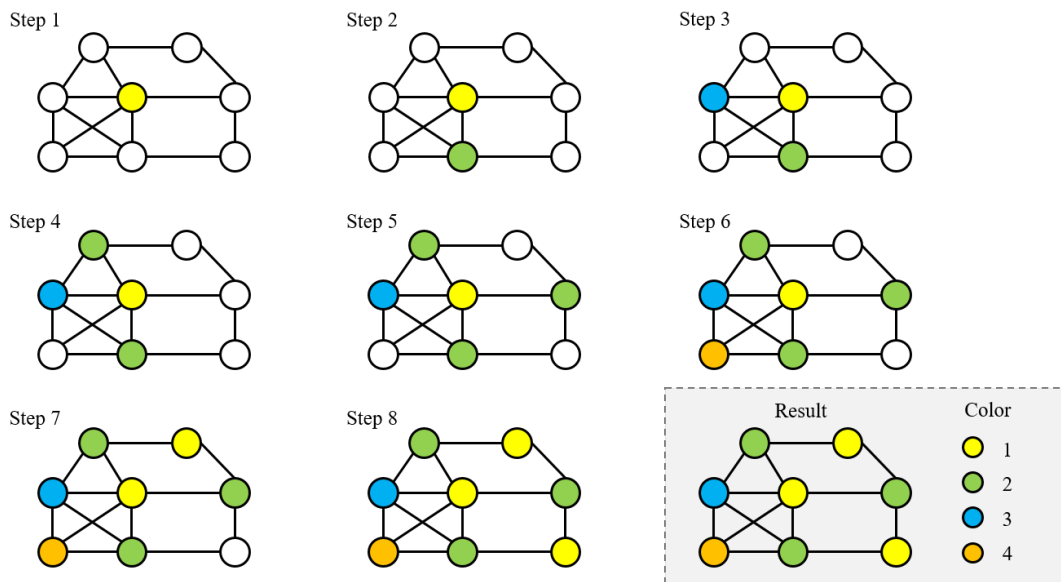 Step 1
Step 2
Step 3
Step 4
Step 5
Step 6
Step 7
Step 8
Result
Color
1
2
3
4